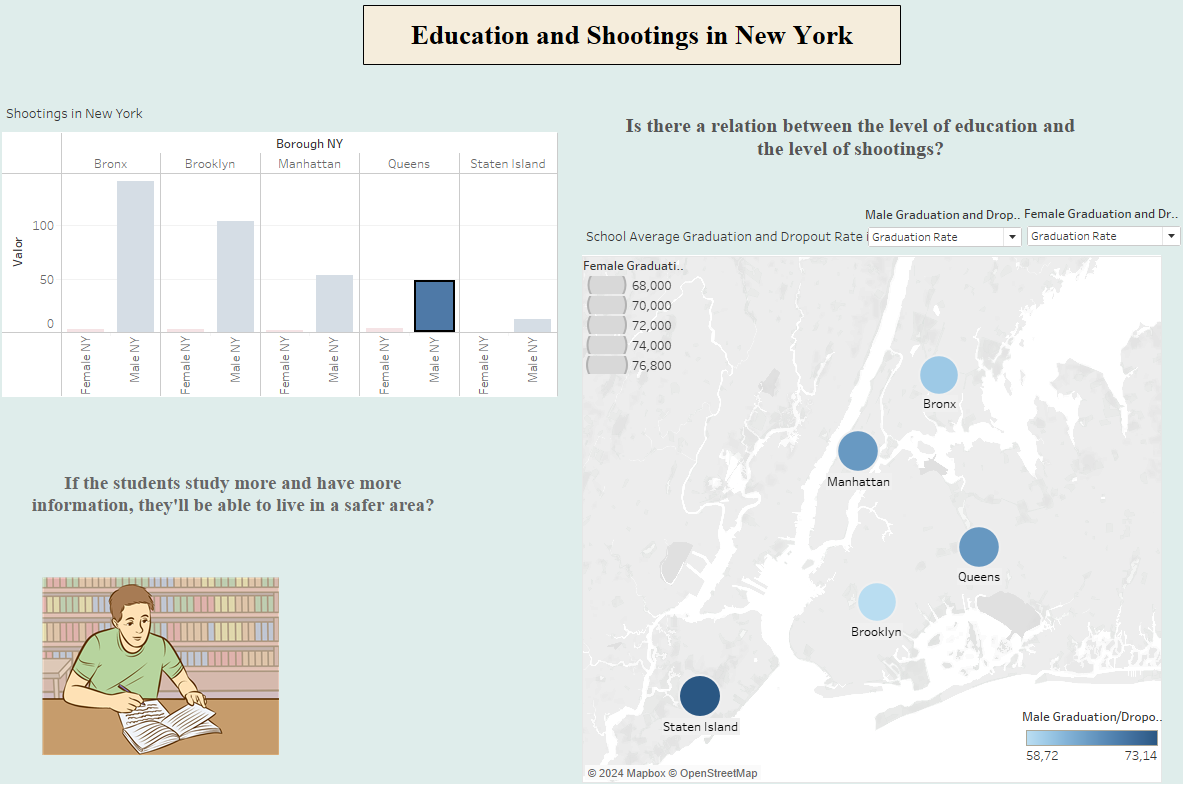 Education and Shootings in New York
Shootings in New York
Borough NY
Bronx
Brooklyn
Manhattan
Queens
Staten Island
Valor
100
50
0
Female NY
Male NY
Female NY
Male NY
Female NY
Male NY
Female NY
Male NY
Female NY
Male NY
Is there a relation between the level of education and
the level of shootings?
Male Graduation and Drop..
Female Graduation and Dr..
School Average Graduation and Dropout Rate i
Graduation Rate
Graduation Rate
Female Graduati..
68,000
70,000
72,000
74,000
76,800
Bronx
Manhattan
Queens
Brooklyn
Staten Island
Male Graduation/Dropo..
58,72
73,14
© 2024 Mapbox © OpenStreetMap
If the students study more and have more
information, they'll be able to live in a safer area?